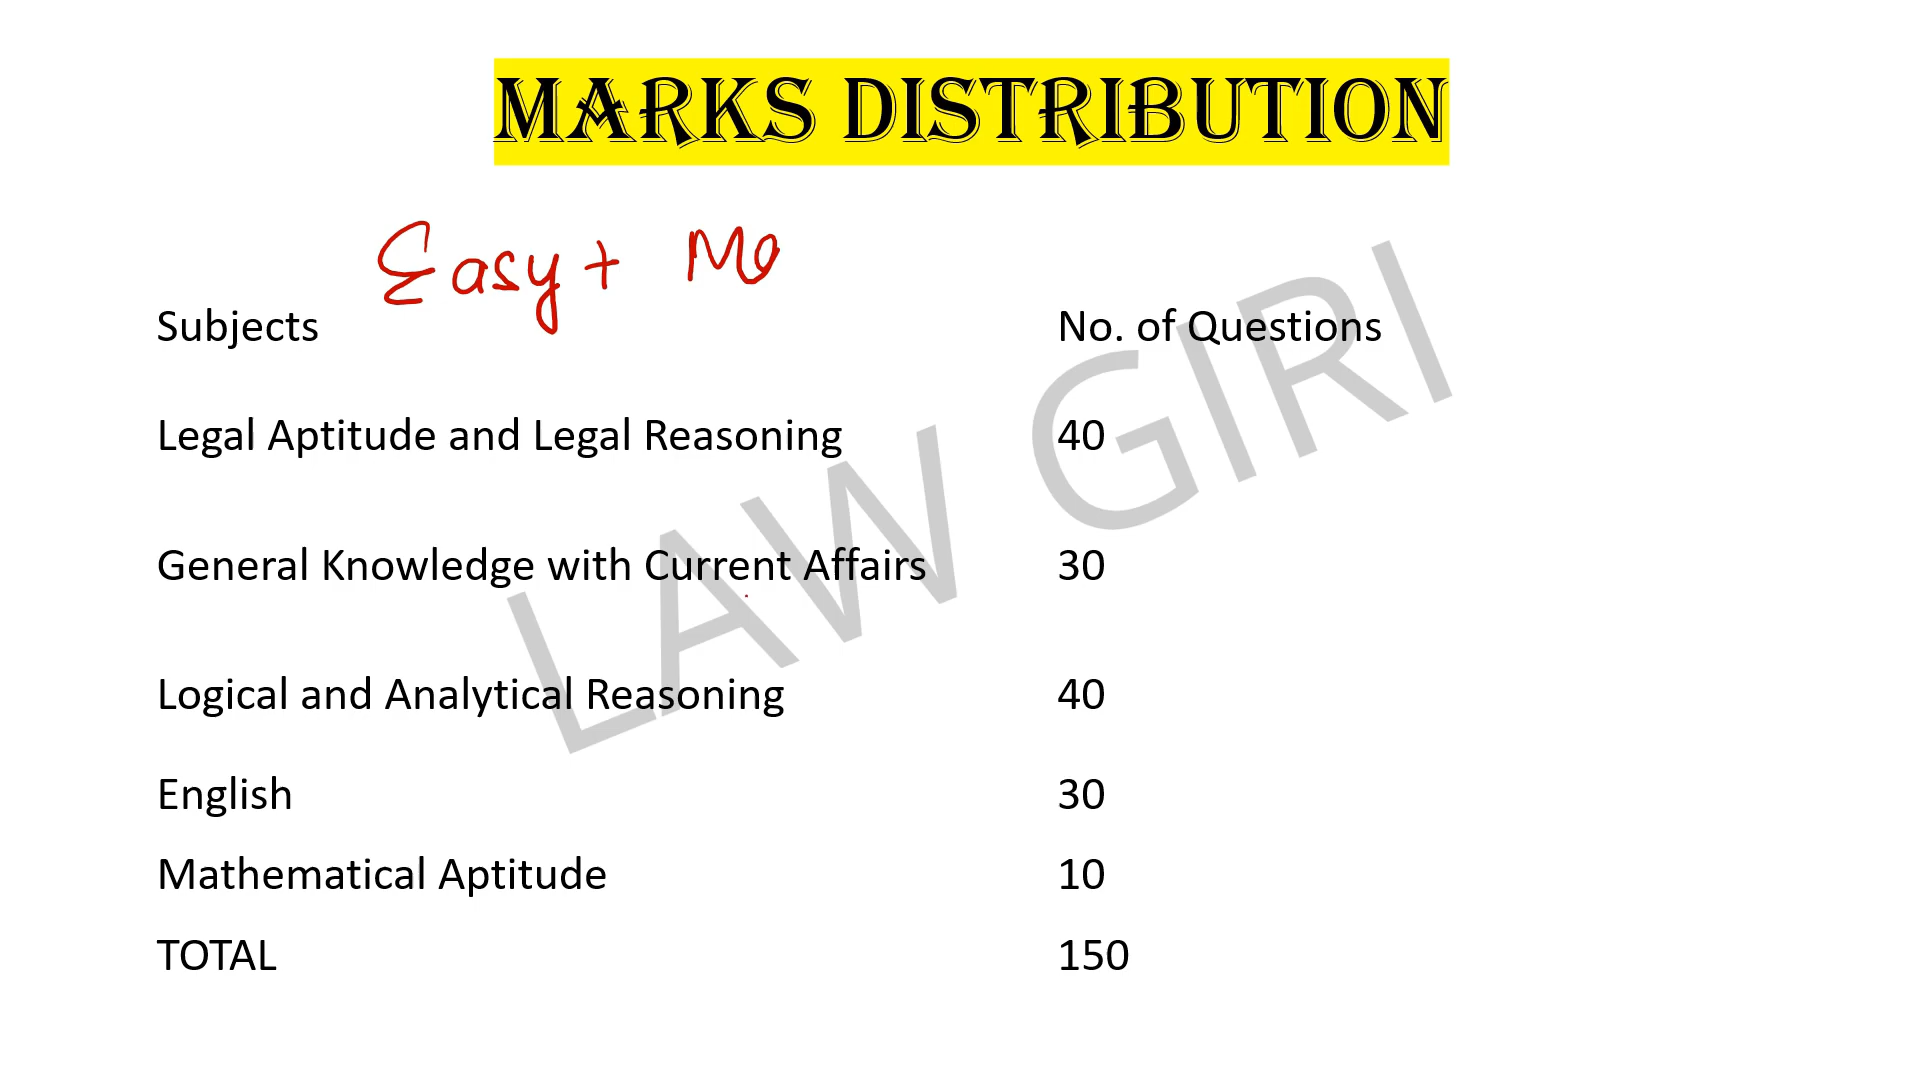 MARKS DISTRIBUTION
Easy + Mo
Subjects No. of Questions
Legal Aptitude and Legal Reasoning 40
General Knowledge with Current Affairs 30
Logical and Analytical Reasoning 40
English 30
Mathematical Aptitude 10
TOTAL 150
LAW GIRI